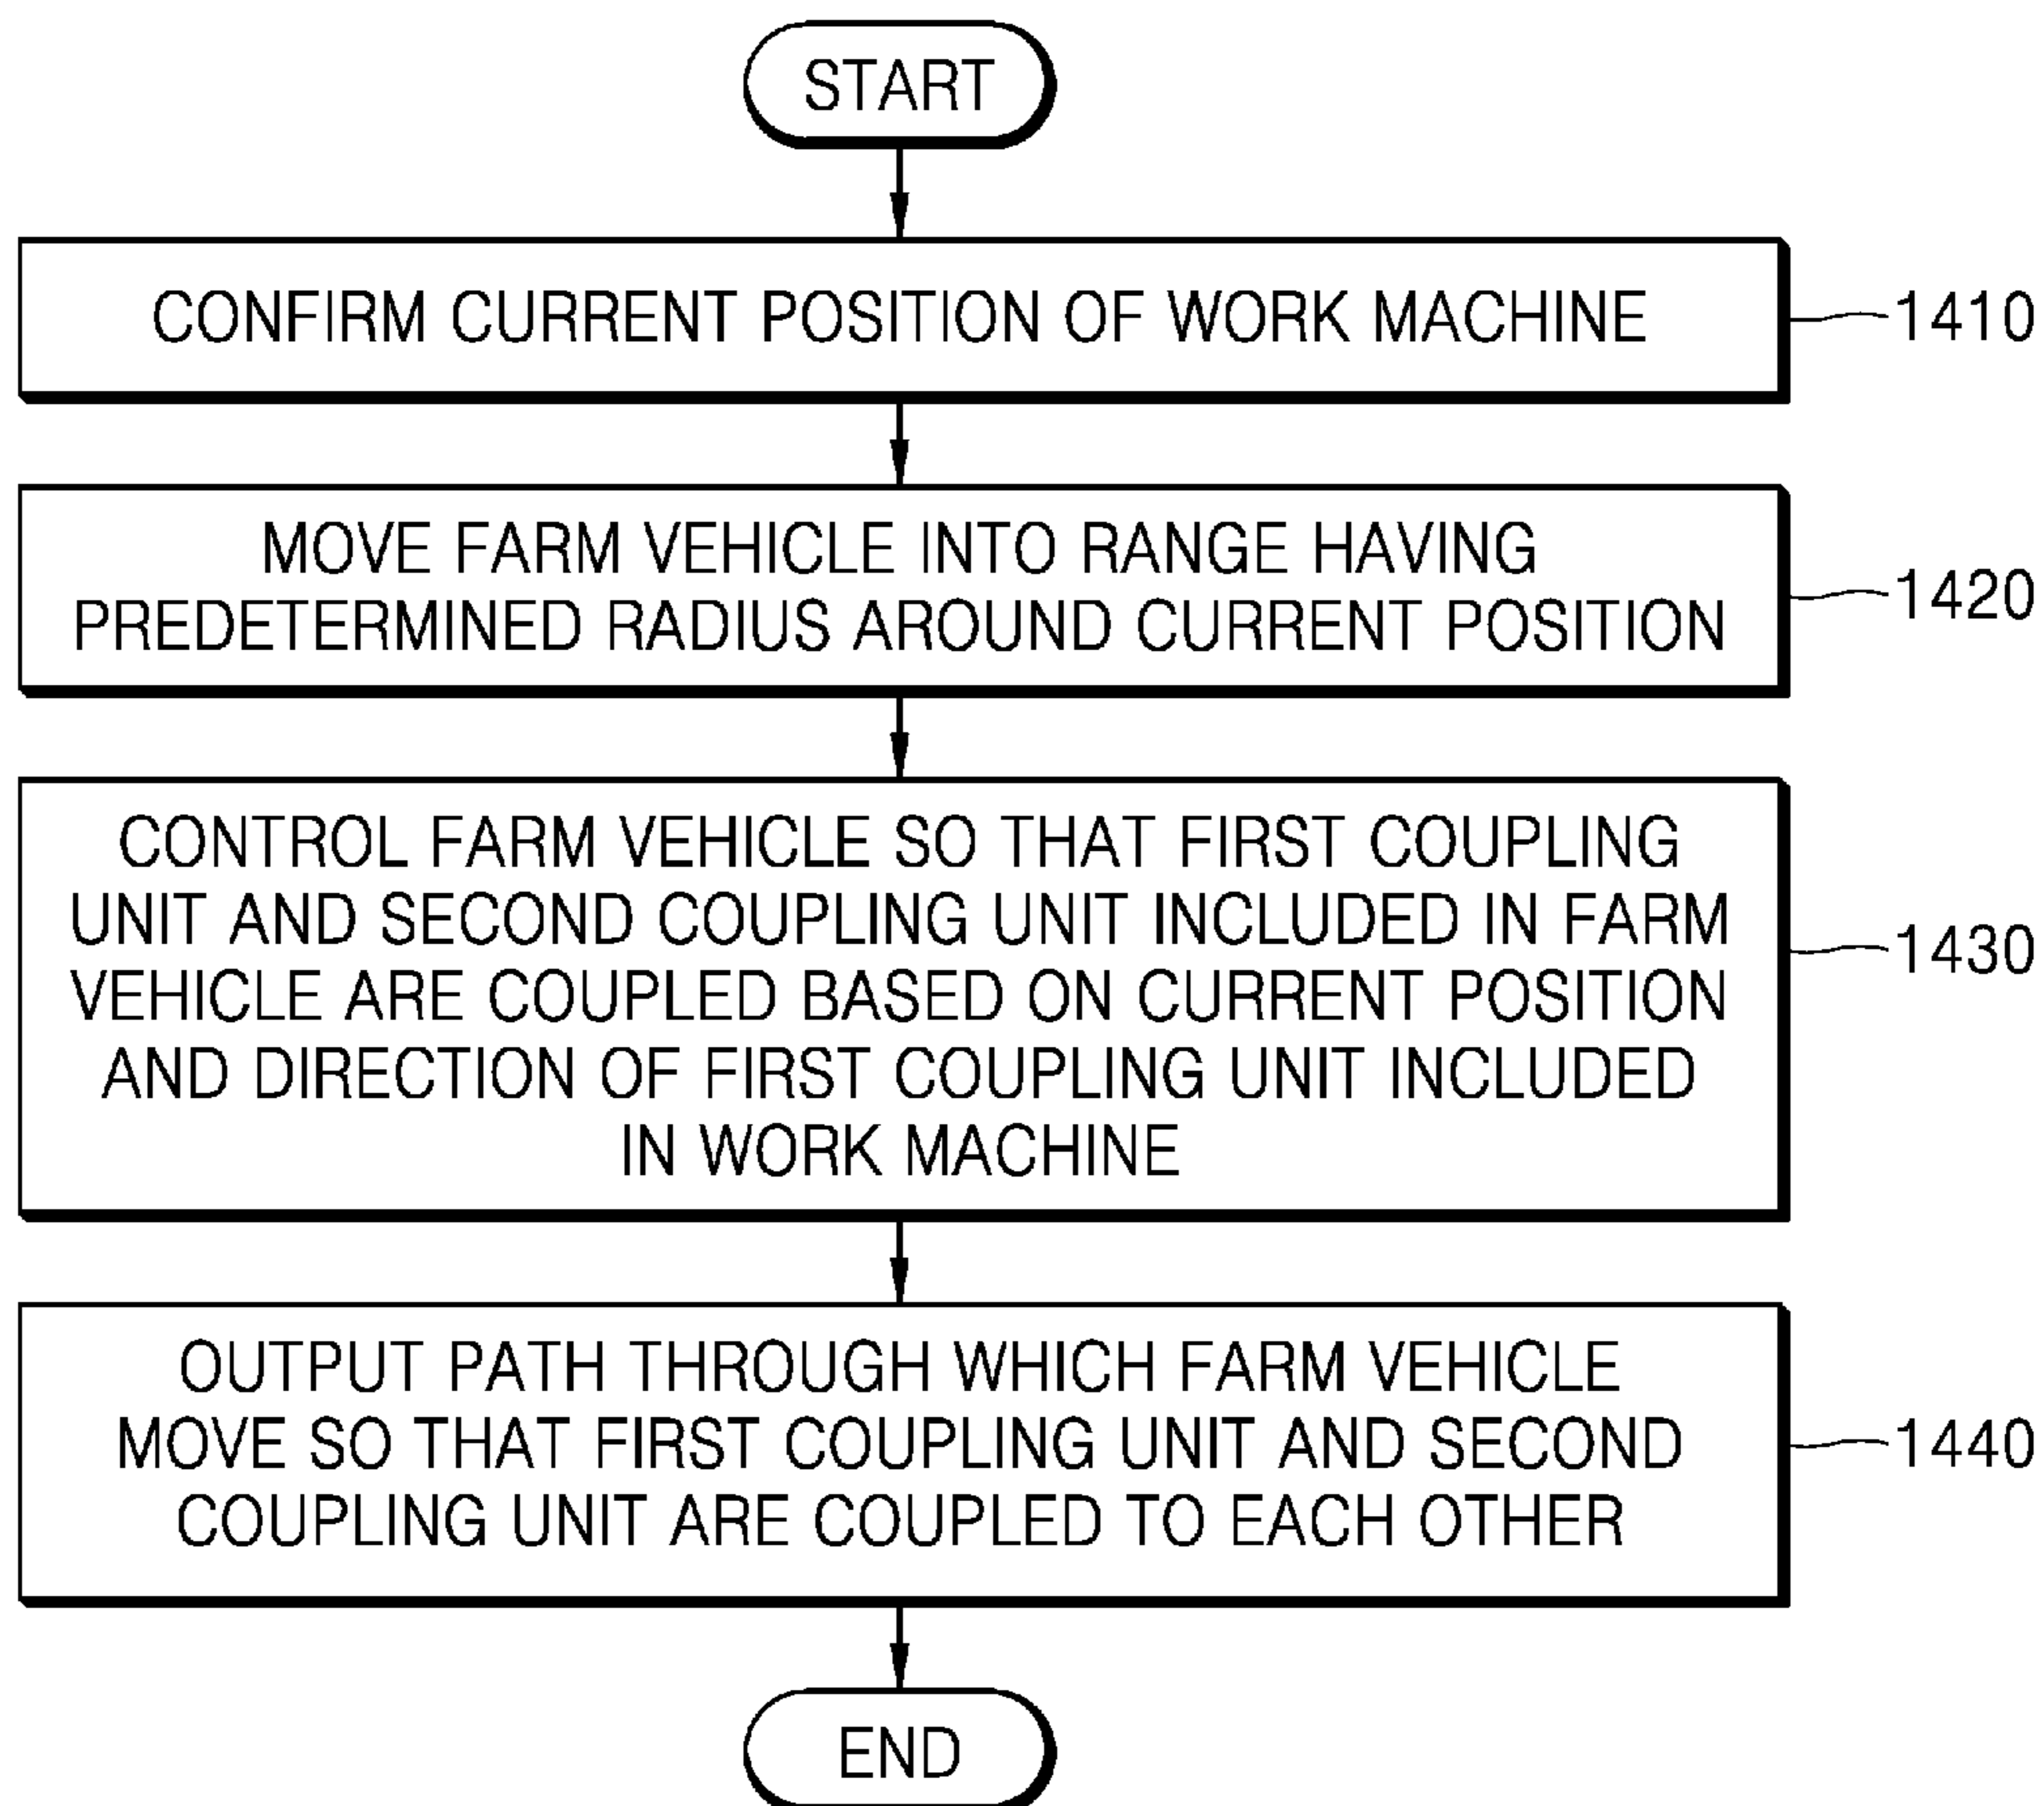 START
CONFIRM CURRENT POSITION OF WORK MACHINE
1410
MOVE FARM VEHICLE INTO RANGE HAVING
PREDETERMINED RADIUS AROUND CURRENT POSITION
1420
CONTROL FARM VEHICLE SO THAT FIRST COUPLING
UNIT AND SECOND COUPLING UNIT INCLUDED IN FARM
VEHICLE ARE COUPLED BASED ON CURRENT POSITION
AND DIRECTION OF FIRST COUPLING UNIT INCLUDED
IN WORK MACHINE
1430
OUTPUT PATH THROUGH WHICH FARM VEHICLE
MOVE SO THAT FIRST COUPLING UNIT AND SECOND
COUPLING UNIT ARE COUPLED TO EACH OTHER
1440
END